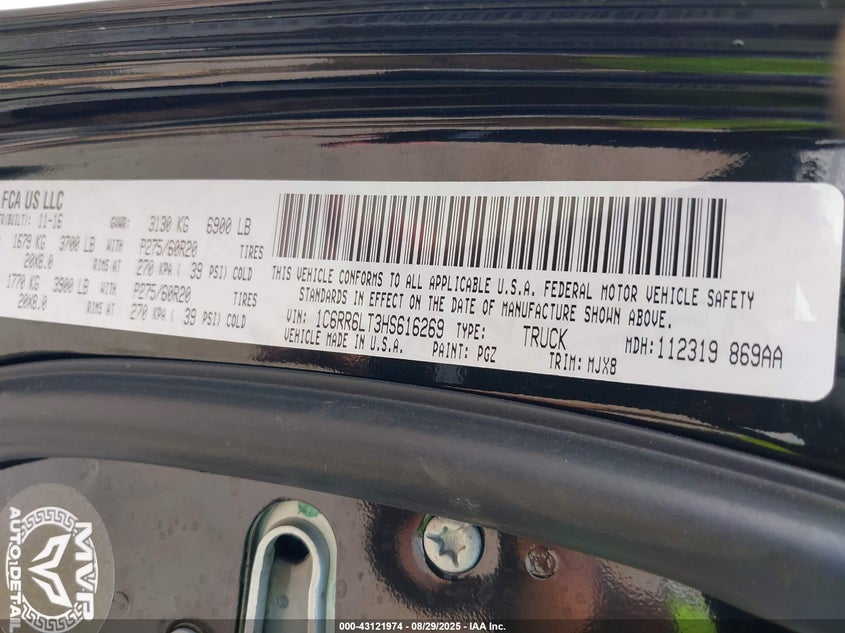 FCA US LLC
(BUILT): 11-16 GVWR: 3130 KG 6900 LB
1679 KG 3700 LB WITH P275/60R20 TIRES
20X8.0 RIMS AT 270 KPA ( 39 PSI) COLD
1770 KG 3900 LB WITH P275/60R20 TIRES
20X8.0 RIMS AT 270 KPA ( 39 PSI) COLD
THIS VEHICLE CONFORMS TO ALL APPLICABLE U.S.A. FEDERAL MOTOR VEHICLE SAFETY
STANDARDS IN EFFECT ON THE DATE OF MANUFACTURE SHOWN ABOVE.
VIN: 1C6RR6LT3HS616269 TYPE: TRUCK MDH: 112319 869AA
VEHICLE MADE IN U.S.A. PAINT: PGZ TRIM: MJX8
MVR
AUTO DETAIL
000-43121974 | 08/29/2025 - IAA Inc.